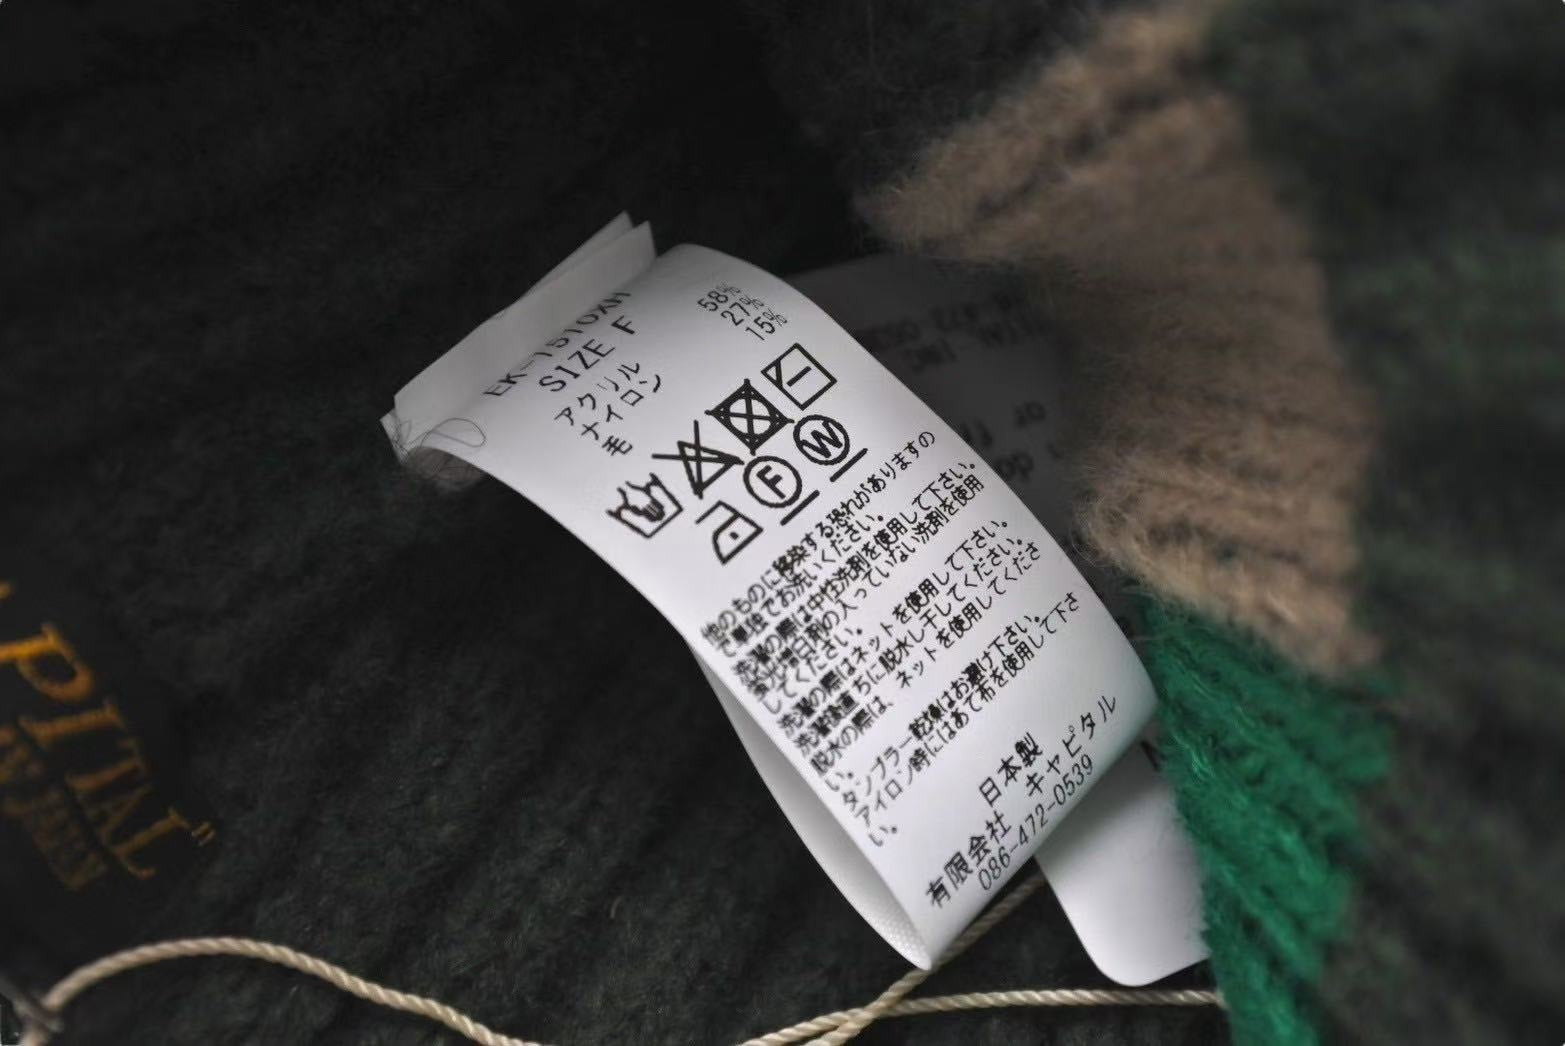 EK-1510XH
SIZE F
アクリル 58%
ナイロン 27%
毛 15%
F W
他のものに移染する恐れがありますの
で単独でお洗いください。
洗濯の際は中性洗剤を使用して下さい。
蛍光増白剤の入っていない洗剤を使用
してください。
洗濯の際はネットを使用して下さい。
洗濯後直ちに脱水し干してください。
脱水の際は、ネットを使用してくださ
い。
タンブラー乾燥はお避け下さい。
アイロン時にはあて布を使用して下さ
い。
日本製
有限会社 キャピタル
086-472-0539
PITAL"